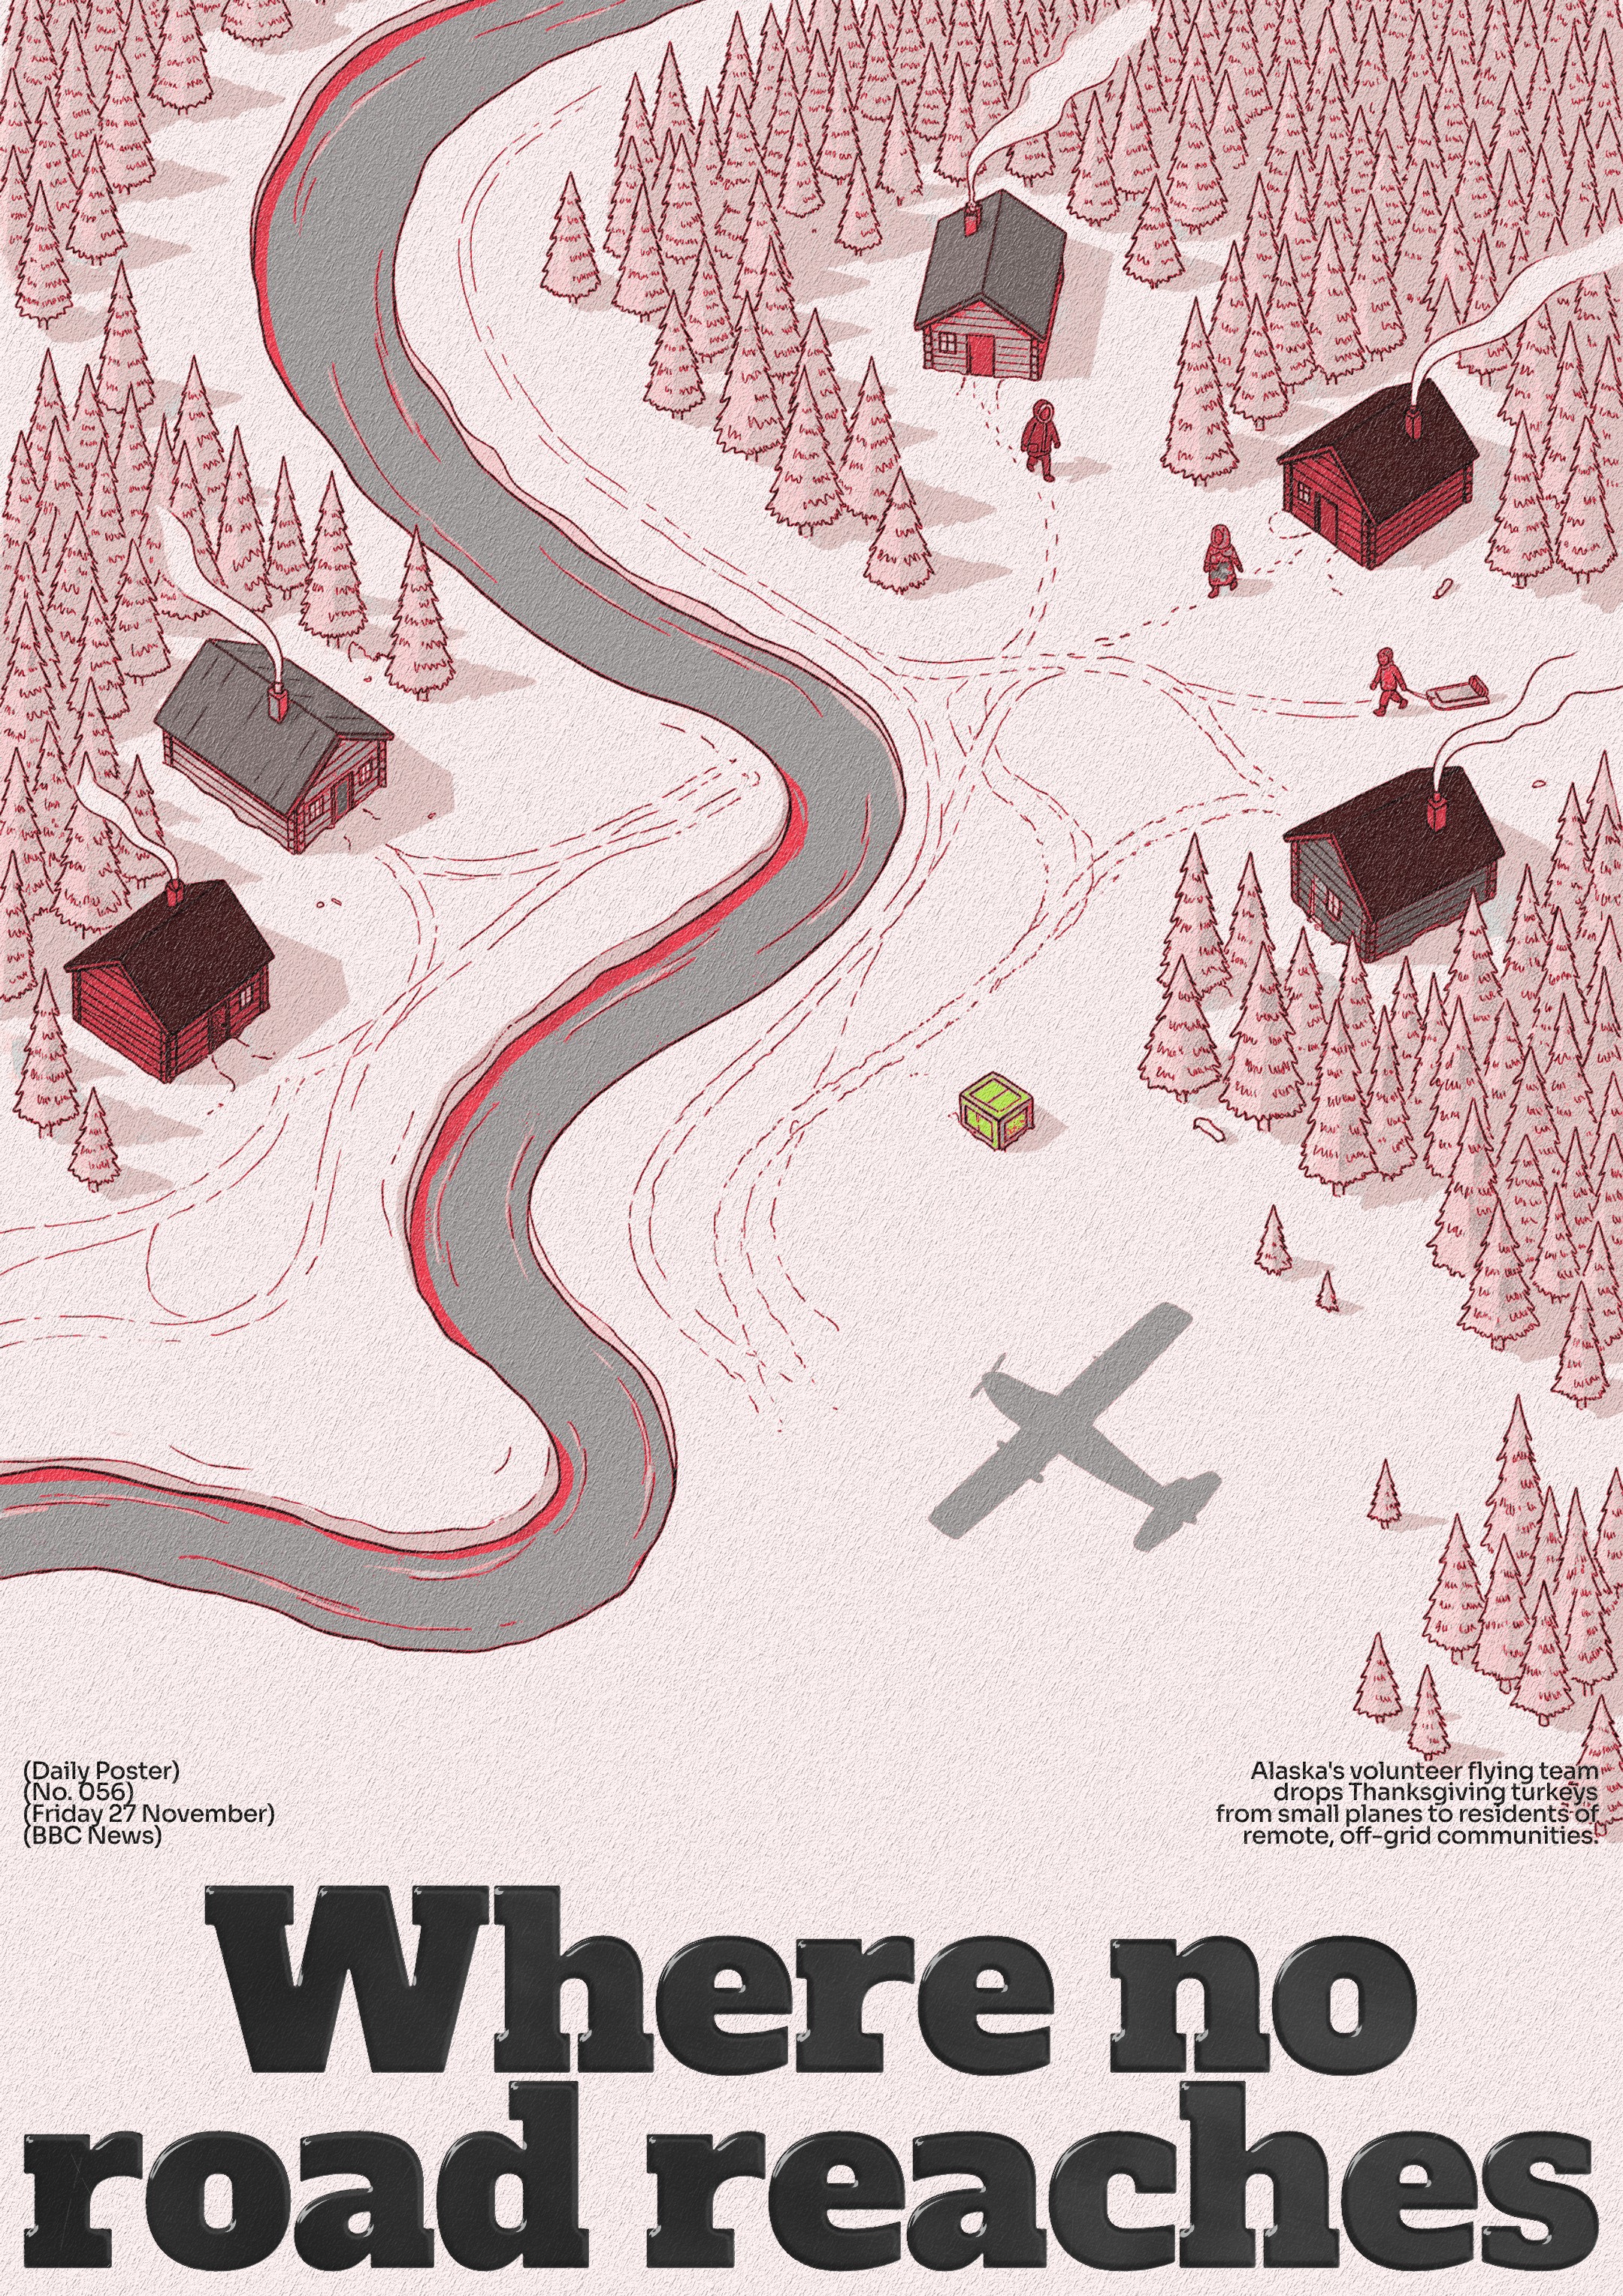 (Daily Poster)
(No. 056)
(Friday 27 November)
(BBC News)
Alaska's volunteer flying team
drops Thanksgiving turkeys
from small planes to residents of
remote, off-grid communities.
Where no
road reaches